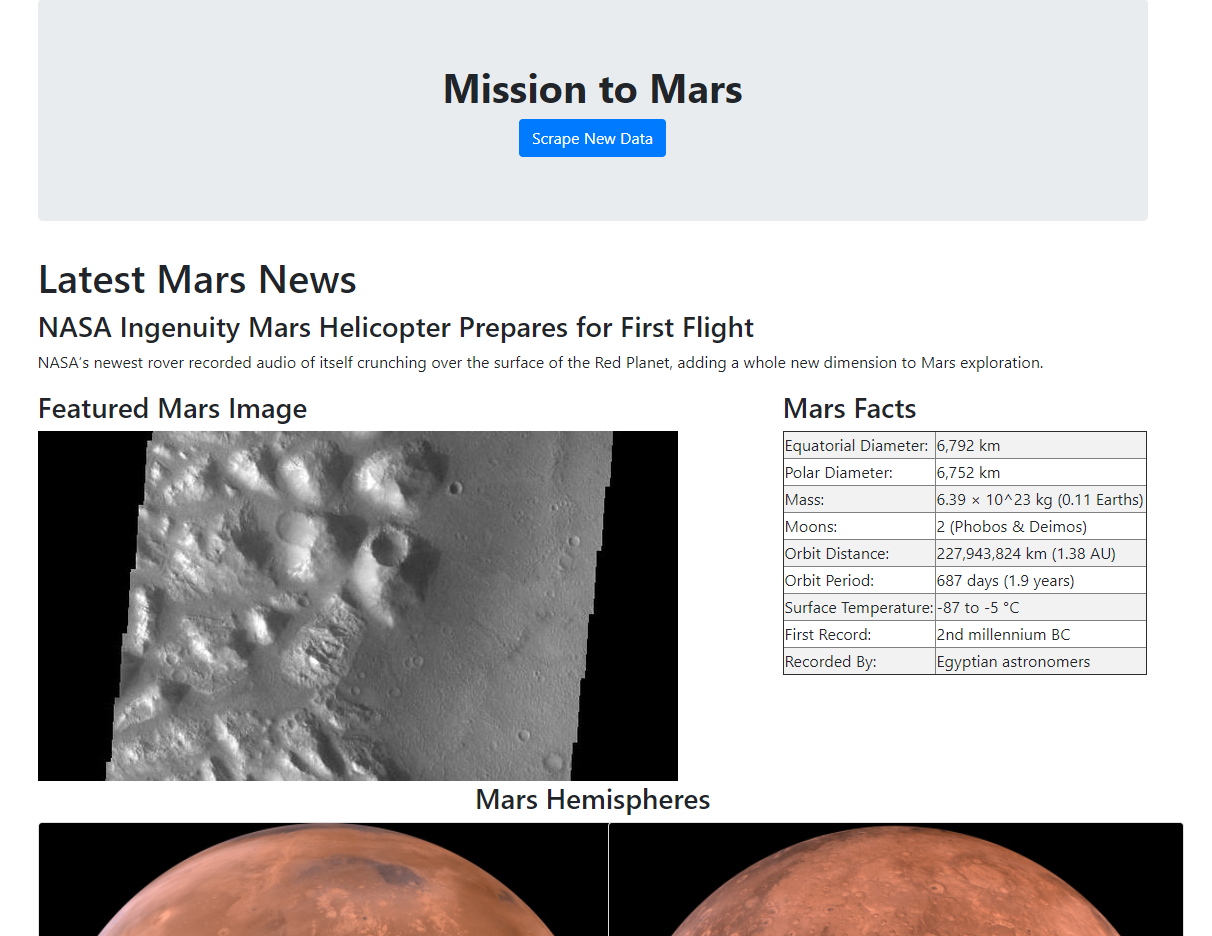 Mission to Mars
Scrape New Data
Latest Mars News
NASA Ingenuity Mars Helicopter Prepares for First Flight
NASA's newest rover recorded audio of itself crunching over the surface of the Red Planet, adding a whole new dimension to Mars exploration.
Featured Mars Image
Mars Facts
Equatorial Diameter: 6,792 km
Polar Diameter: 6,752 km
Mass: 6.39 × 10^23 kg (0.11 Earths)
Moons: 2 (Phobos & Deimos)
Orbit Distance: 227,943,824 km (1.38 AU)
Orbit Period: 687 days (1.9 years)
Surface Temperature: -87 to -5 °C
First Record: 2nd millennium BC
Recorded By: Egyptian astronomers
Mars Hemispheres